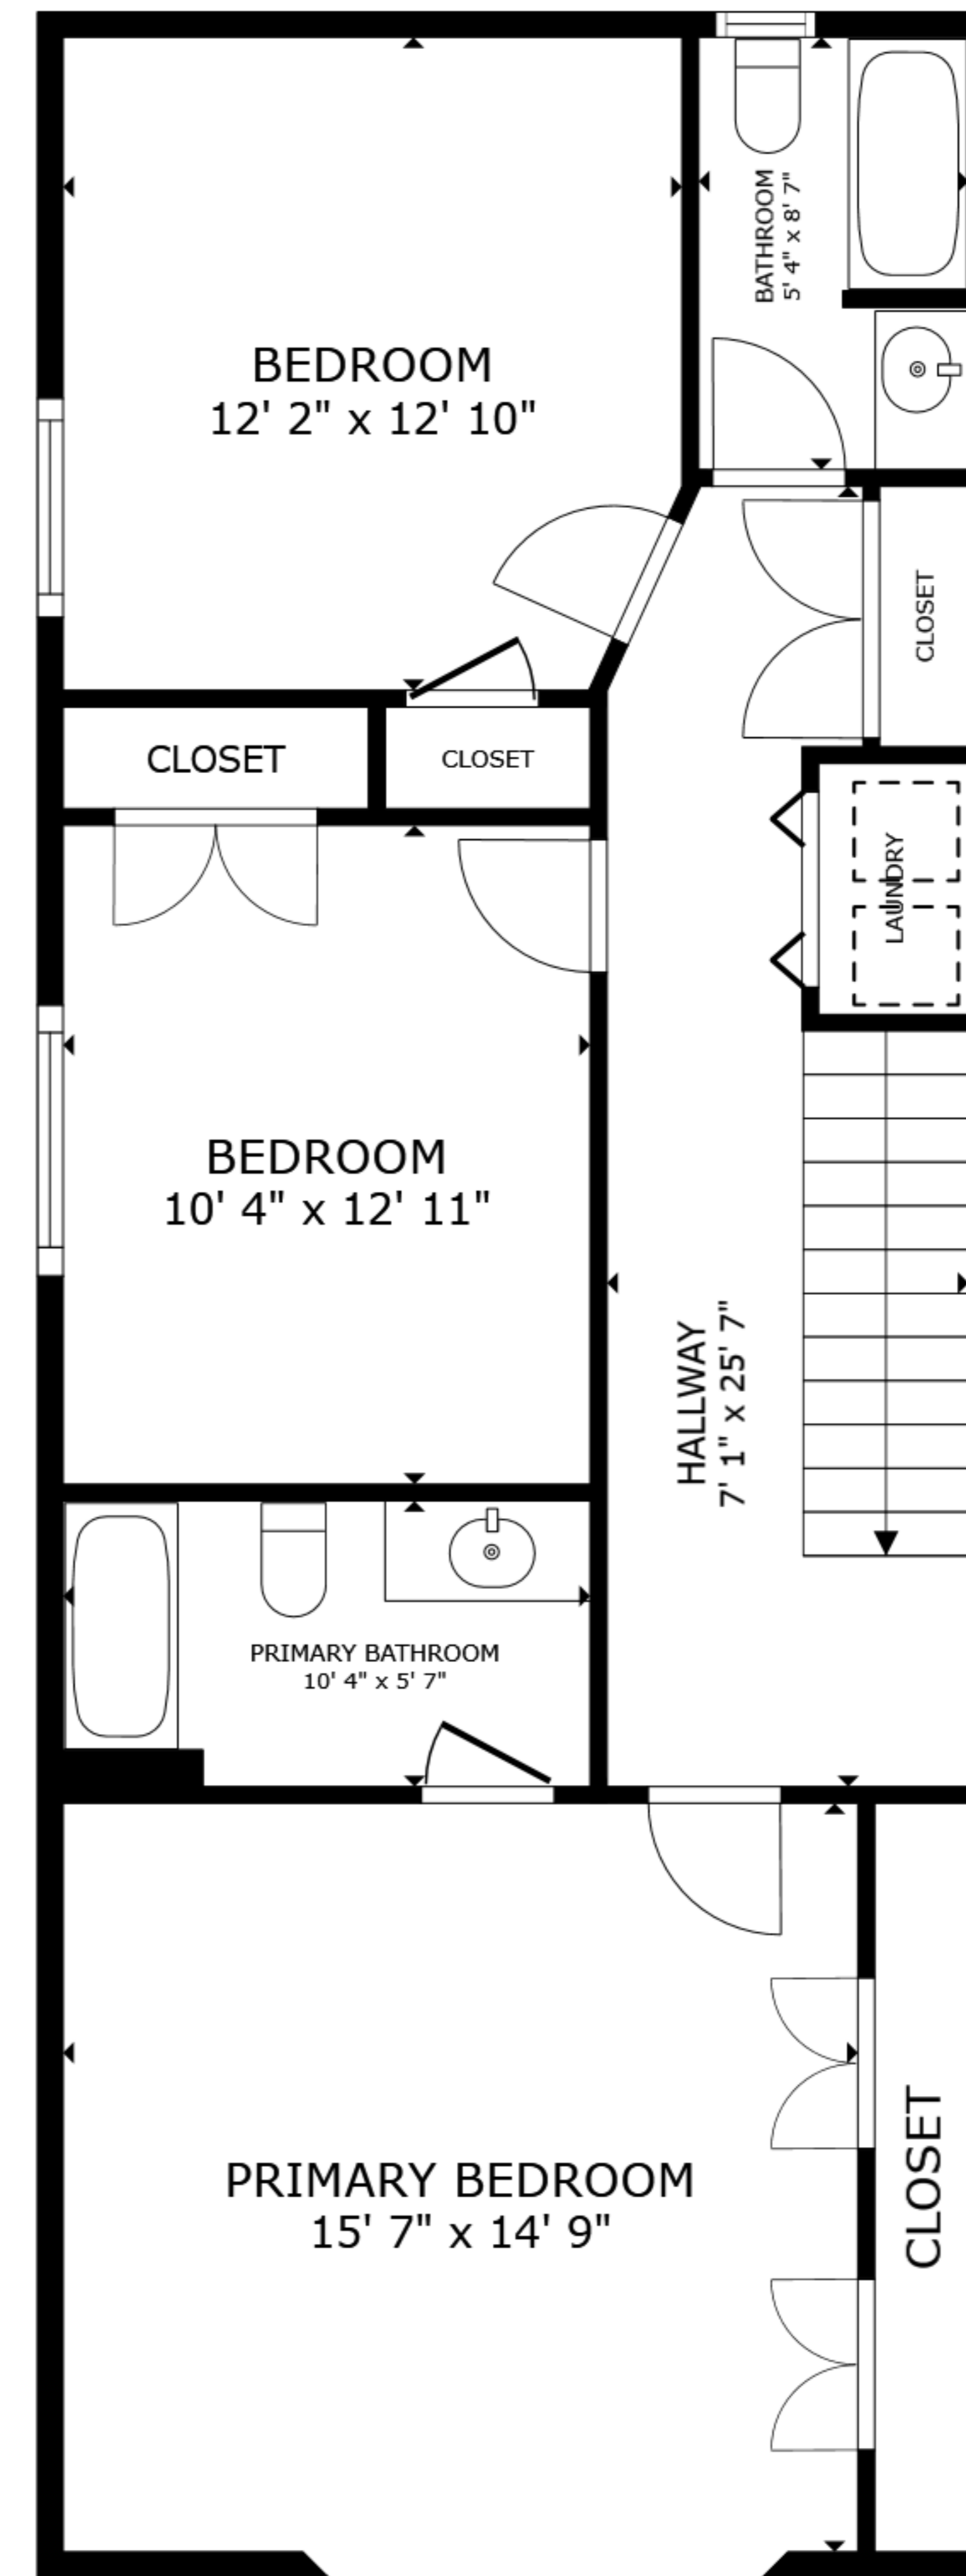 BATHROOM
5' 4" x 8' 7"
BEDROOM
12' 2" x 12' 10"
CLOSET
CLOSET
CLOSET
LAUNDRY
BEDROOM
10' 4" x 12' 11"
HALLWAY
7' 1" x 25' 7"
PRIMARY BATHROOM
10' 4" x 5' 7"
PRIMARY BEDROOM
15' 7" x 14' 9"
CLOSET